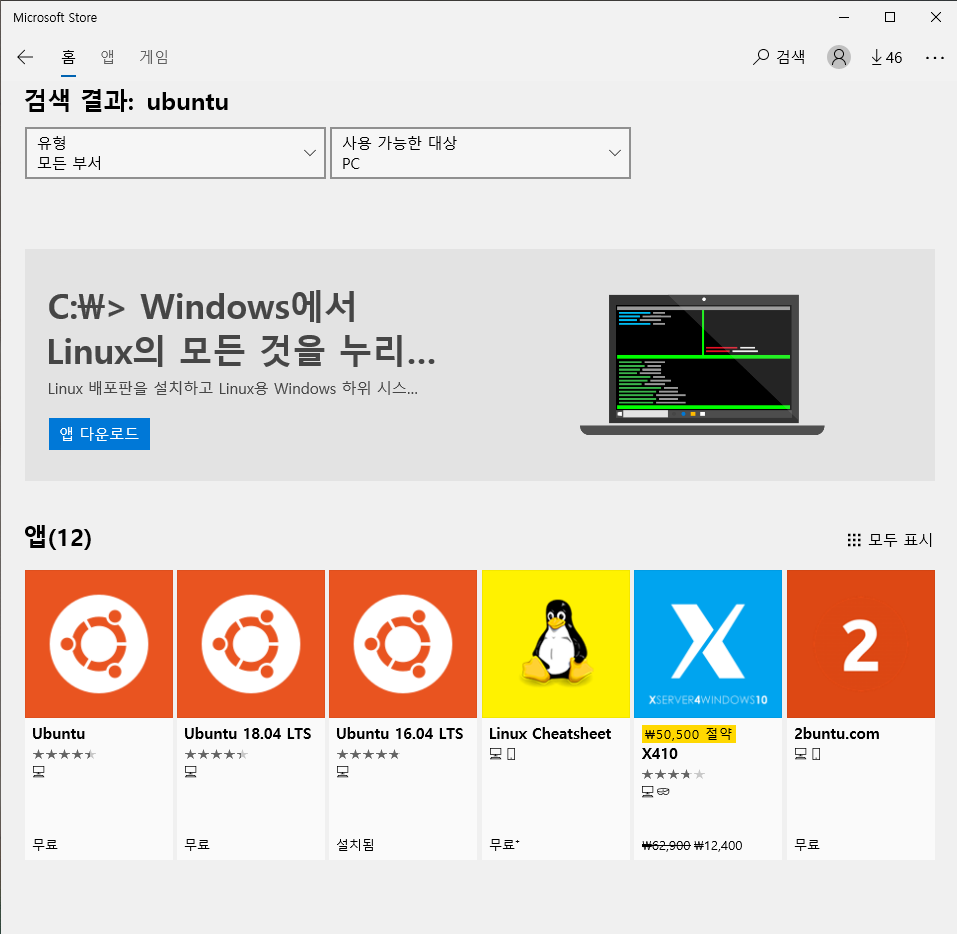 Microsoft Store
홈 앱 게임 검색 46
검색 결과: ubuntu
유형
모든 부서
사용 가능한 대상
PC
C:₩> Windows에서
Linux의 모든 것을 누리...
Linux 배포판을 설치하고 Linux용 Windows 하위 시스...
앱 다운로드
앱(12)
모두 표시
XSERVER4WINDOWS10
2
Ubuntu
무료
Ubuntu 18.04 LTS
무료
Ubuntu 16.04 LTS
설치됨
Linux Cheatsheet
무료+
₩50,500 절약
X410
₩62,900 ₩12,400
2buntu.com
무료